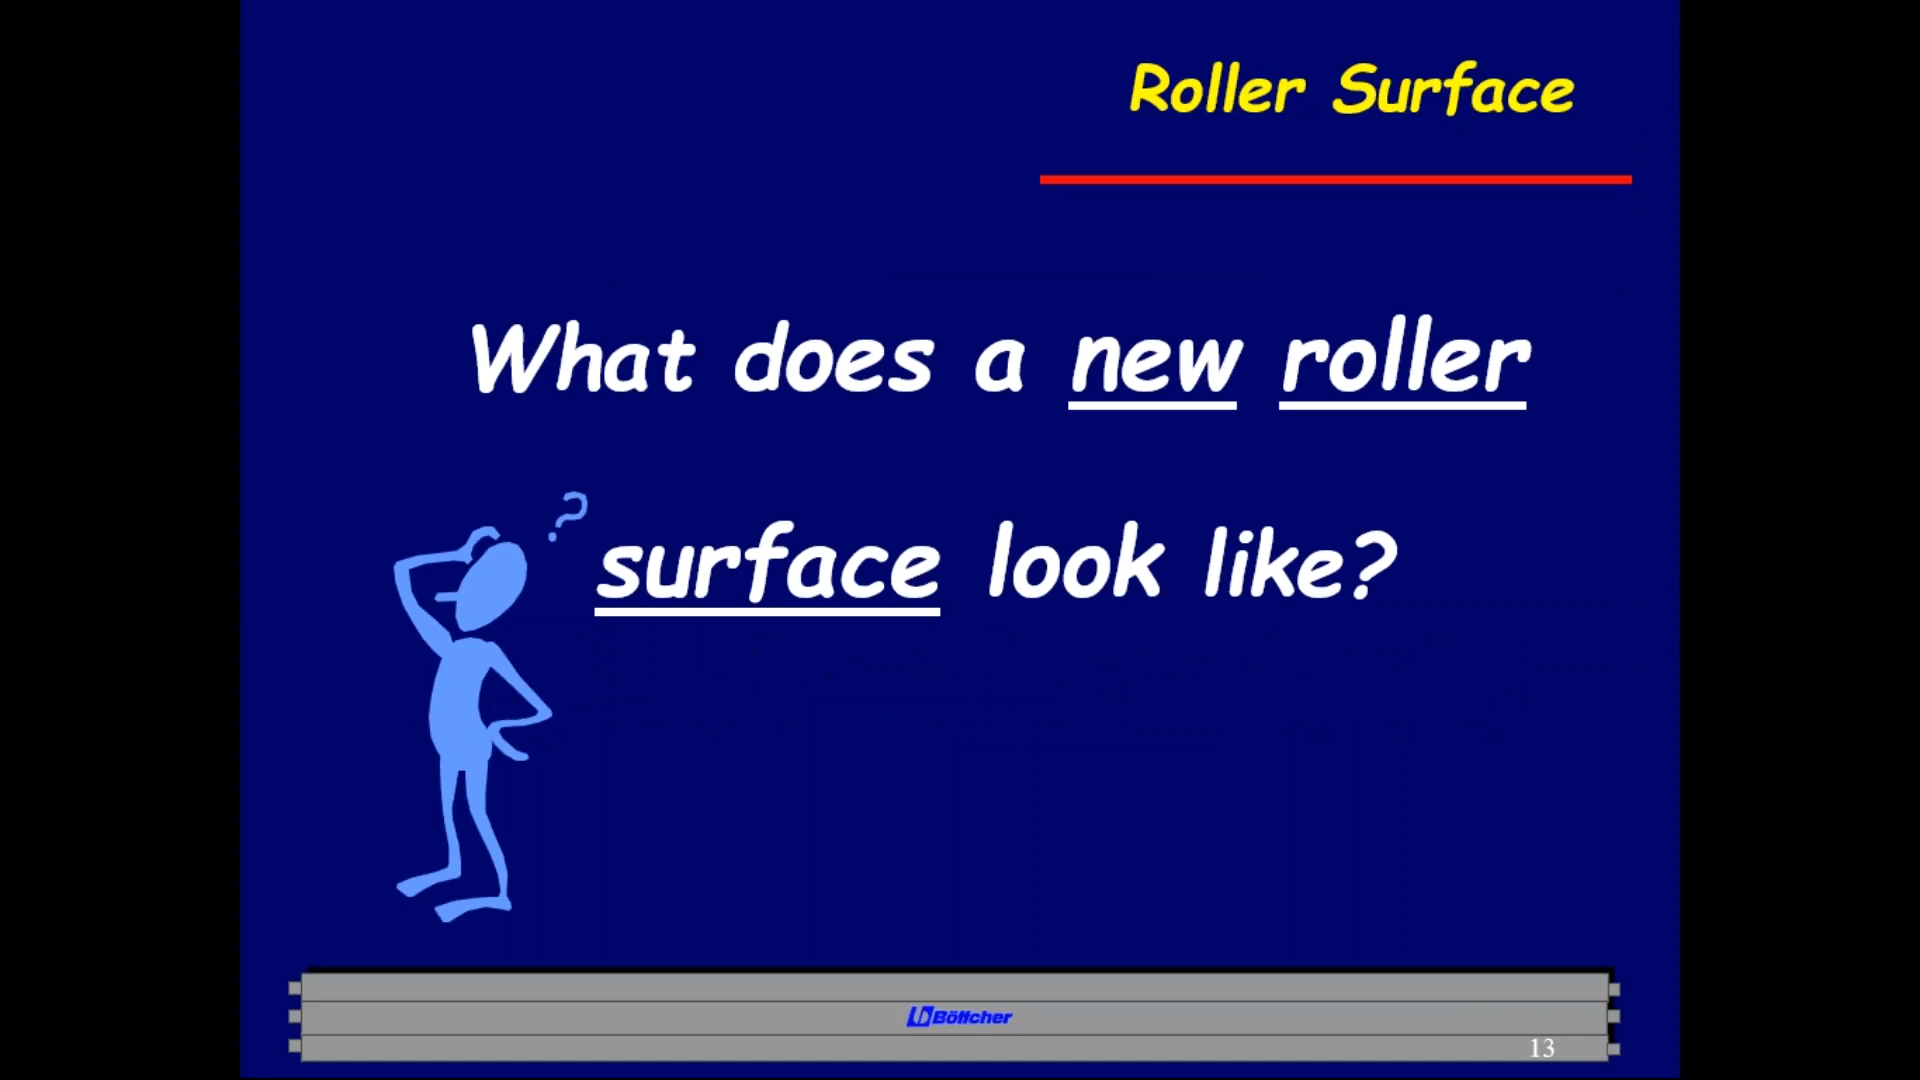 Roller Surface
What does a new roller
?
surface look like?
Böttcher
13